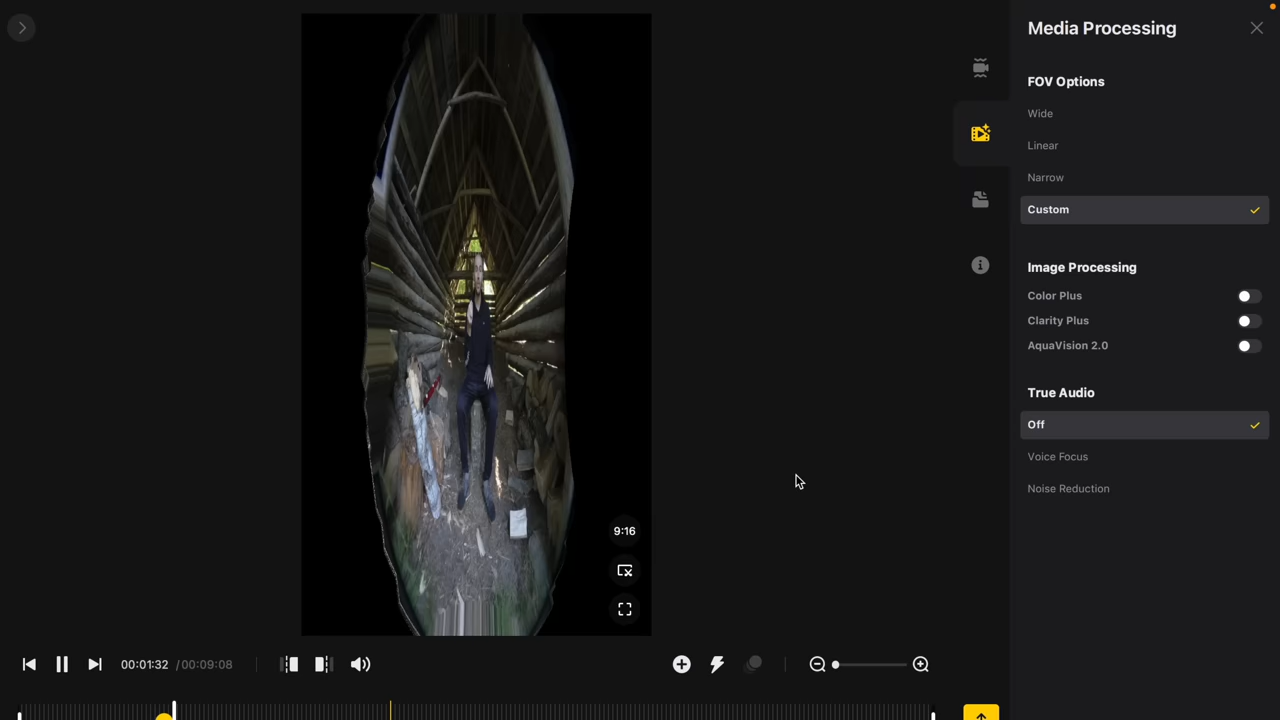 Media Processing
FOV Options
Wide
Linear
Narrow
Custom
Image Processing
Color Plus
Clarity Plus
AquaVision 2.0
True Audio
Off
Voice Focus
Noise Reduction
9:16
00:01:32 / 00:09:08